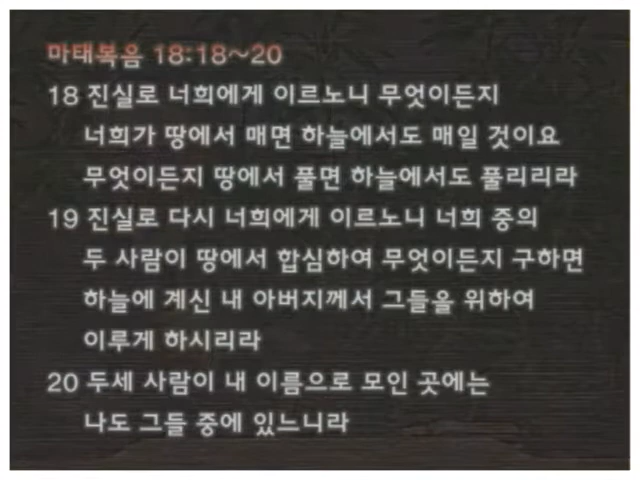 마태복음 18:18~20
18 진실로 너희에게 이르노니 무엇이든지
너희가 땅에서 매면 하늘에서도 매일 것이요
무엇이든지 땅에서 풀면 하늘에서도 풀리리라
19 진실로 다시 너희에게 이르노니 너희 중의
두 사람이 땅에서 합심하여 무엇이든지 구하면
하늘에 계신 내 아버지께서 그들을 위하여
이루게 하시리라
20 두세 사람이 내 이름으로 모인 곳에는
나도 그들 중에 있느니라